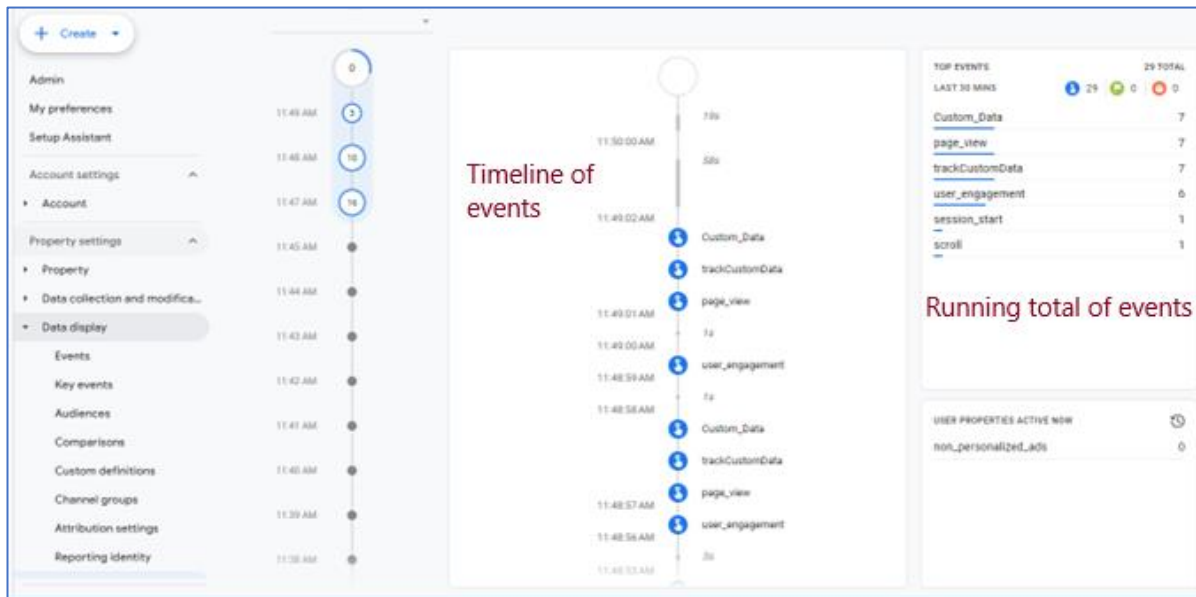 + Create
Admin
My preferences
Setup Assistant
Account settings
Account
Property settings
Property
Data collection and modifica...
Data display
Events
Key events
Audiences
Comparisons
Custom definitions
Channel groups
Attribution settings
Reporting identity
0
11:49 AM 3
11:48 AM 10
11:47 AM 16
11:45 AM
11:44 AM
11:43 AM
11:42 AM
11:41 AM
11:40 AM
11:39 AM
11:38 AM
Timeline of
events
19s
11:50:00 AM
58s
11:49:02 AM
Custom_Data
trackCustomData
page_view
11:49:01 AM
1s
11:49:00 AM
user_engagement
11:48:59 AM
1s
11:48:58 AM
Custom_Data
trackCustomData
page_view
11:48:57 AM
user_engagement
11:48:56 AM
11:48:53 AM
TOP EVENTS 29 TOTAL
LAST 30 MINS 29 0 0
Custom_Data 7
page_view 7
trackCustomData 7
user_engagement 6
session_start 1
scroll 1
Running total of events
USER PROPERTIES ACTIVE NOW
non_personalized_ads 0